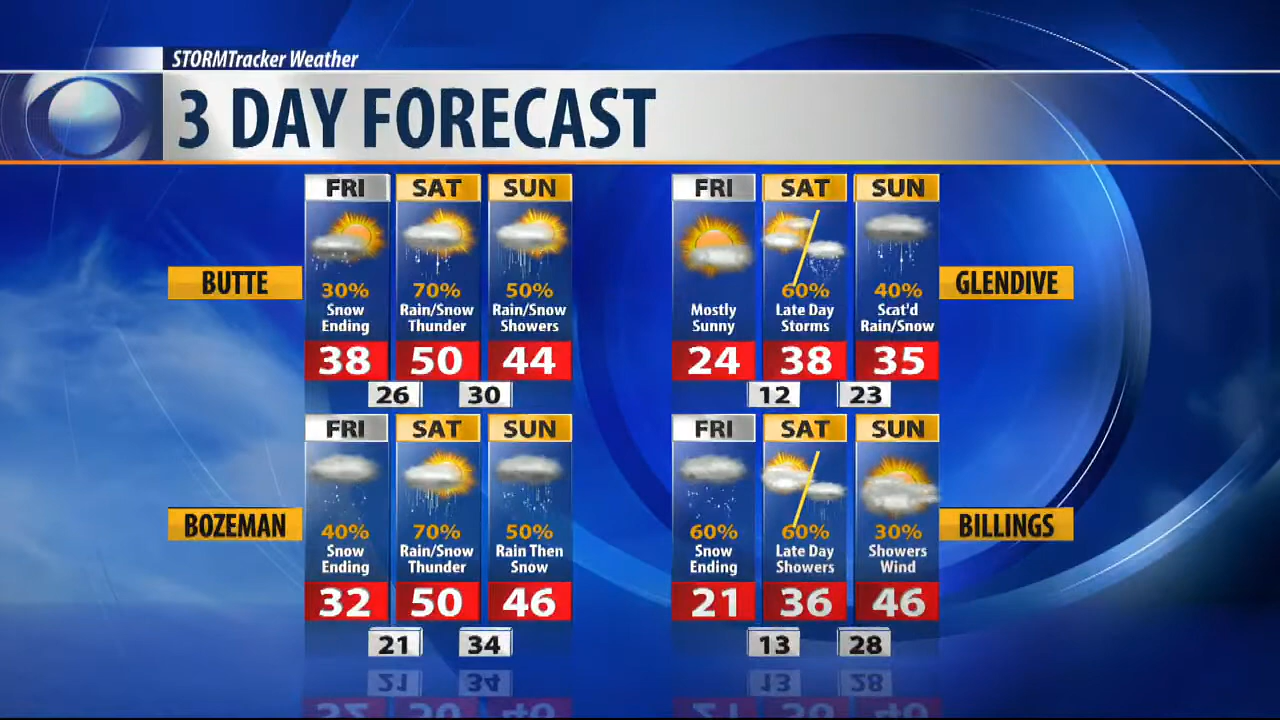 STORMTracker Weather
3 DAY FORECAST
FRI SAT SUN
BUTTE
30% 70% 50%
Snow Rain/Snow Rain/Snow
Ending Thunder Showers
38 50 44
26 30
FRI SAT SUN
GLENDIVE
60% 40%
Mostly Late Day Scat'd
Sunny Storms Rain/Snow
24 38 35
12 23
FRI SAT SUN
BOZEMAN
40% 70% 50%
Snow Rain/Snow Rain Then
Ending Thunder Snow
32 50 46
21 34
FRI SAT SUN
BILLINGS
60% 60% 30%
Snow Late Day Showers
Ending Showers Wind
21 36 46
13 28